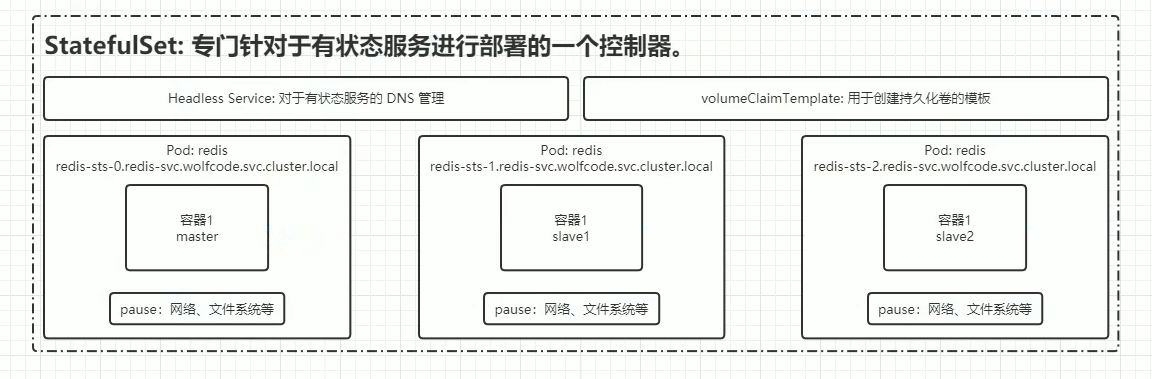 StatefulSet: 专门针对于有状态服务进行部署的一个控制器。
Headless Service: 对于有状态服务的 DNS 管理
volumeClaimTemplate: 用于创建持久化卷的模板
Pod: redis
redis-sts-0.redis-svc.wolfcode.svc.cluster.local
容器1
master
pause：网络、文件系统等
Pod: redis
redis-sts-1.redis-svc.wolfcode.svc.cluster.local
容器1
slave1
pause：网络、文件系统等
Pod: redis
redis-sts-2.redis-svc.wolfcode.svc.cluster.local
容器1
slave2
pause：网络、文件系统等